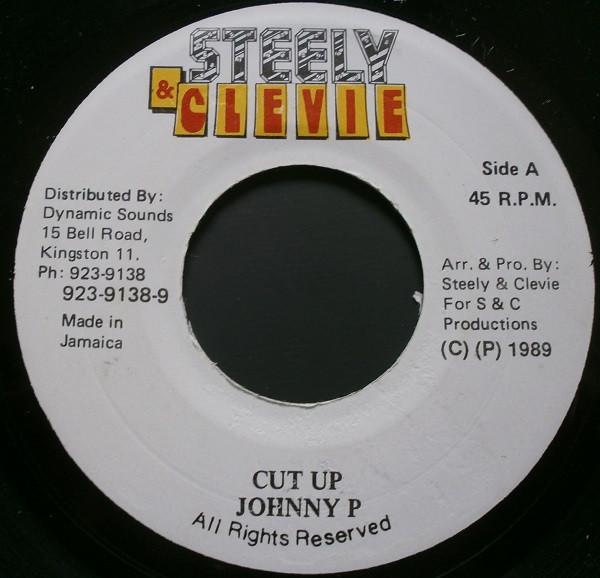 STEELY
& CLEVIE
Side A
45 R.P.M.
Distributed By:
Dynamic Sounds
15 Bell Road,
Kingston 11.
Ph: 923-9138
923-9138-9
Made in
Jamaica
Arr. & Pro. By:
Steely & Clevie
For S & C
Productions
(C) (P) 1989
CUT UP
JOHNNY P
All Rights Reserved